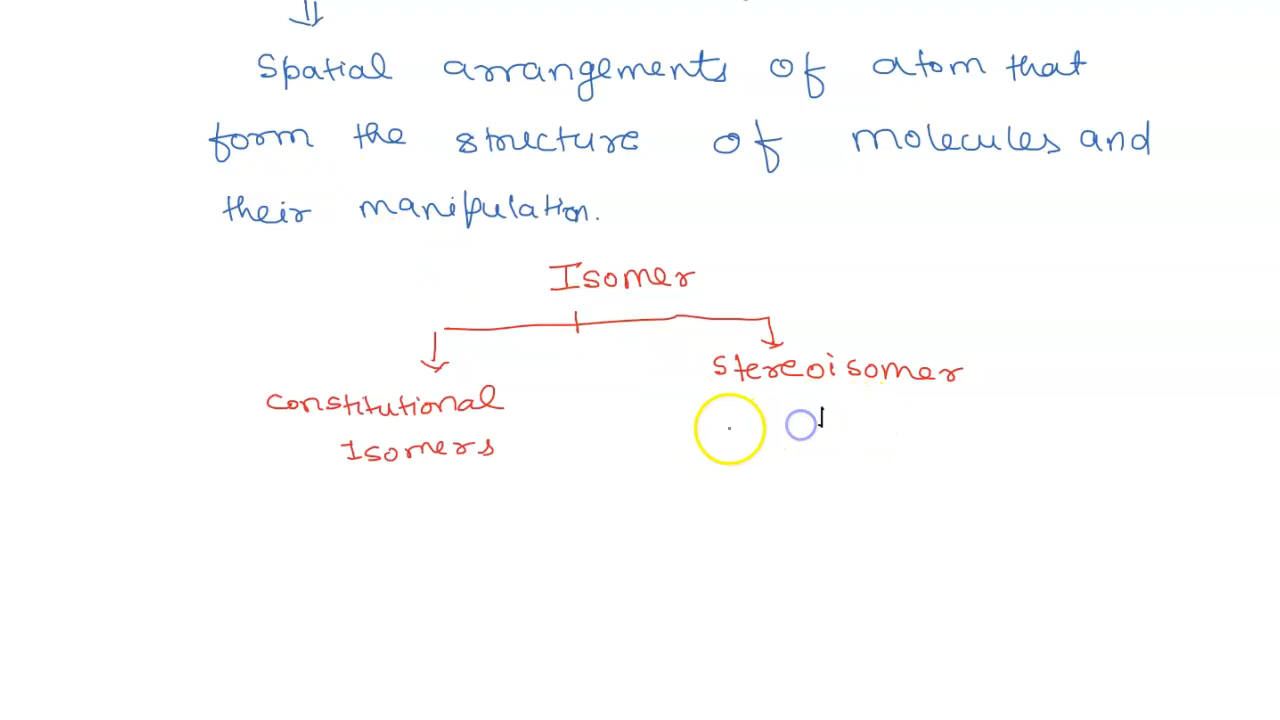 Spatial arrangements of atom that
form the structure of molecules and
their manipulation.
Isomer
Stereoisomer
Constitutional
Isomers